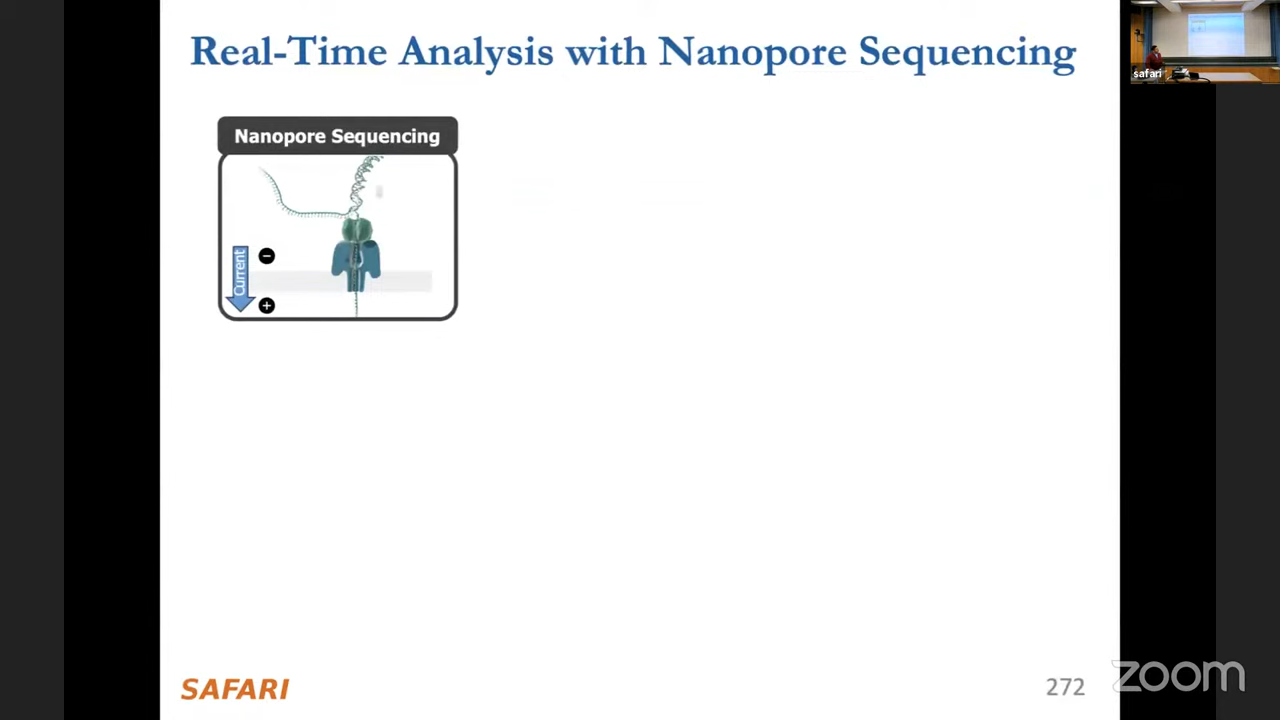 Real-Time Analysis with Nanopore Sequencing
safari
Nanopore Sequencing
Current
−
+
SAFARI
272
zoom